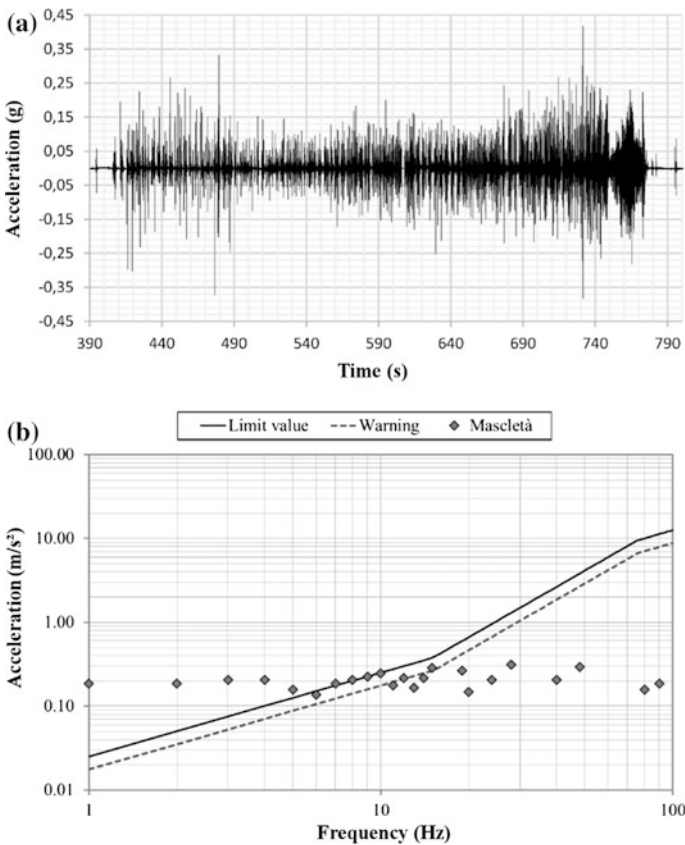 (a)
Acceleration (g)
0,45
0,35
0,25
0,15
0,05
-0,05
-0,15
-0,25
-0,35
-0,45
390 440 490 540 590 640 690 740 790
Time (s)
(b)
Limit value Warning Mascletà
Acceleration (m/s²)
100.00
10.00
1.00
0.10
0.01
1 10 100
Frequency (Hz)